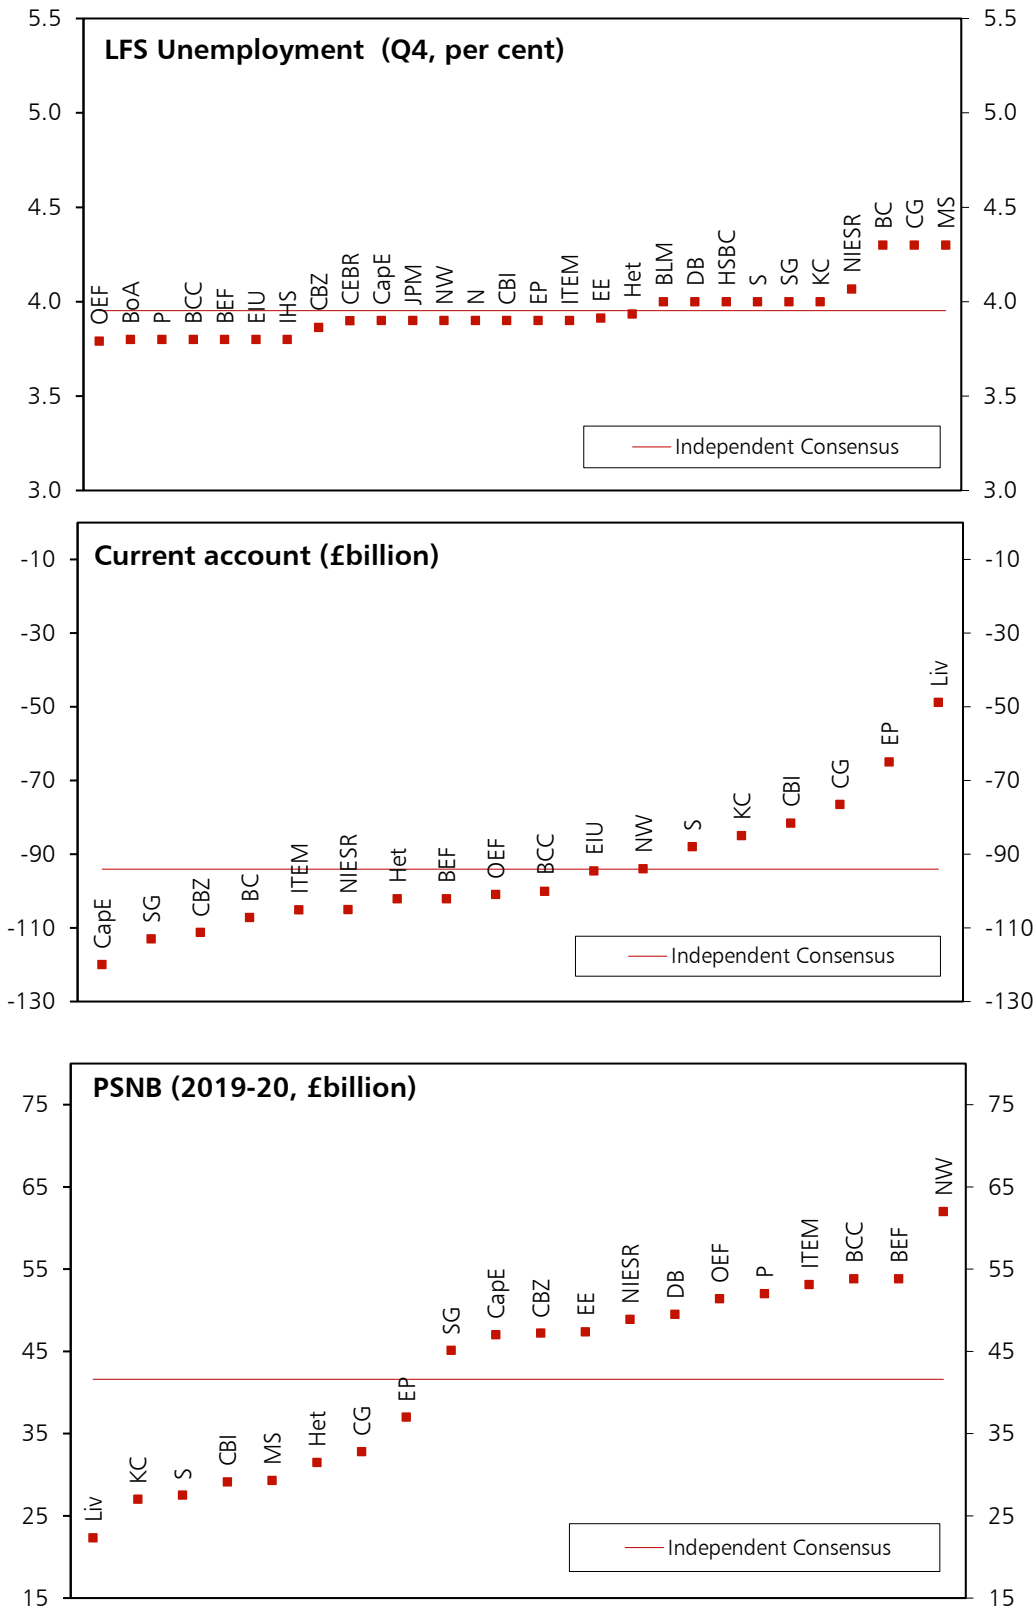 LFS Unemployment (Q4, per cent)
5.5 5.5
5.0 5.0
4.5 4.5
4.0 4.0
3.5 3.5
3.0 3.0
OEF BoA P BCC BEF EIU IHS CBZ CEBR CapE JPM NW N CBI EP ITEM EE Het BLM DB HSBC S SG KC NIESR BC CG MS
Independent Consensus
Current account (£billion)
-10 -10
-30 -30
-50 -50
-70 -70
-90 -90
-110 -110
-130 -130
CapE SG CBZ BC ITEM NIESR Het BEF OEF BCC EIU NW S KC CBI CG EP Liv
Independent Consensus
PSNB (2019-20, £billion)
75 75
65 65
55 55
45 45
35 35
25 25
15 15
Liv KC S CBI MS Het CG EP SG CapE CBZ EE NIESR DB OEF P ITEM BCC BEF NW
Independent Consensus